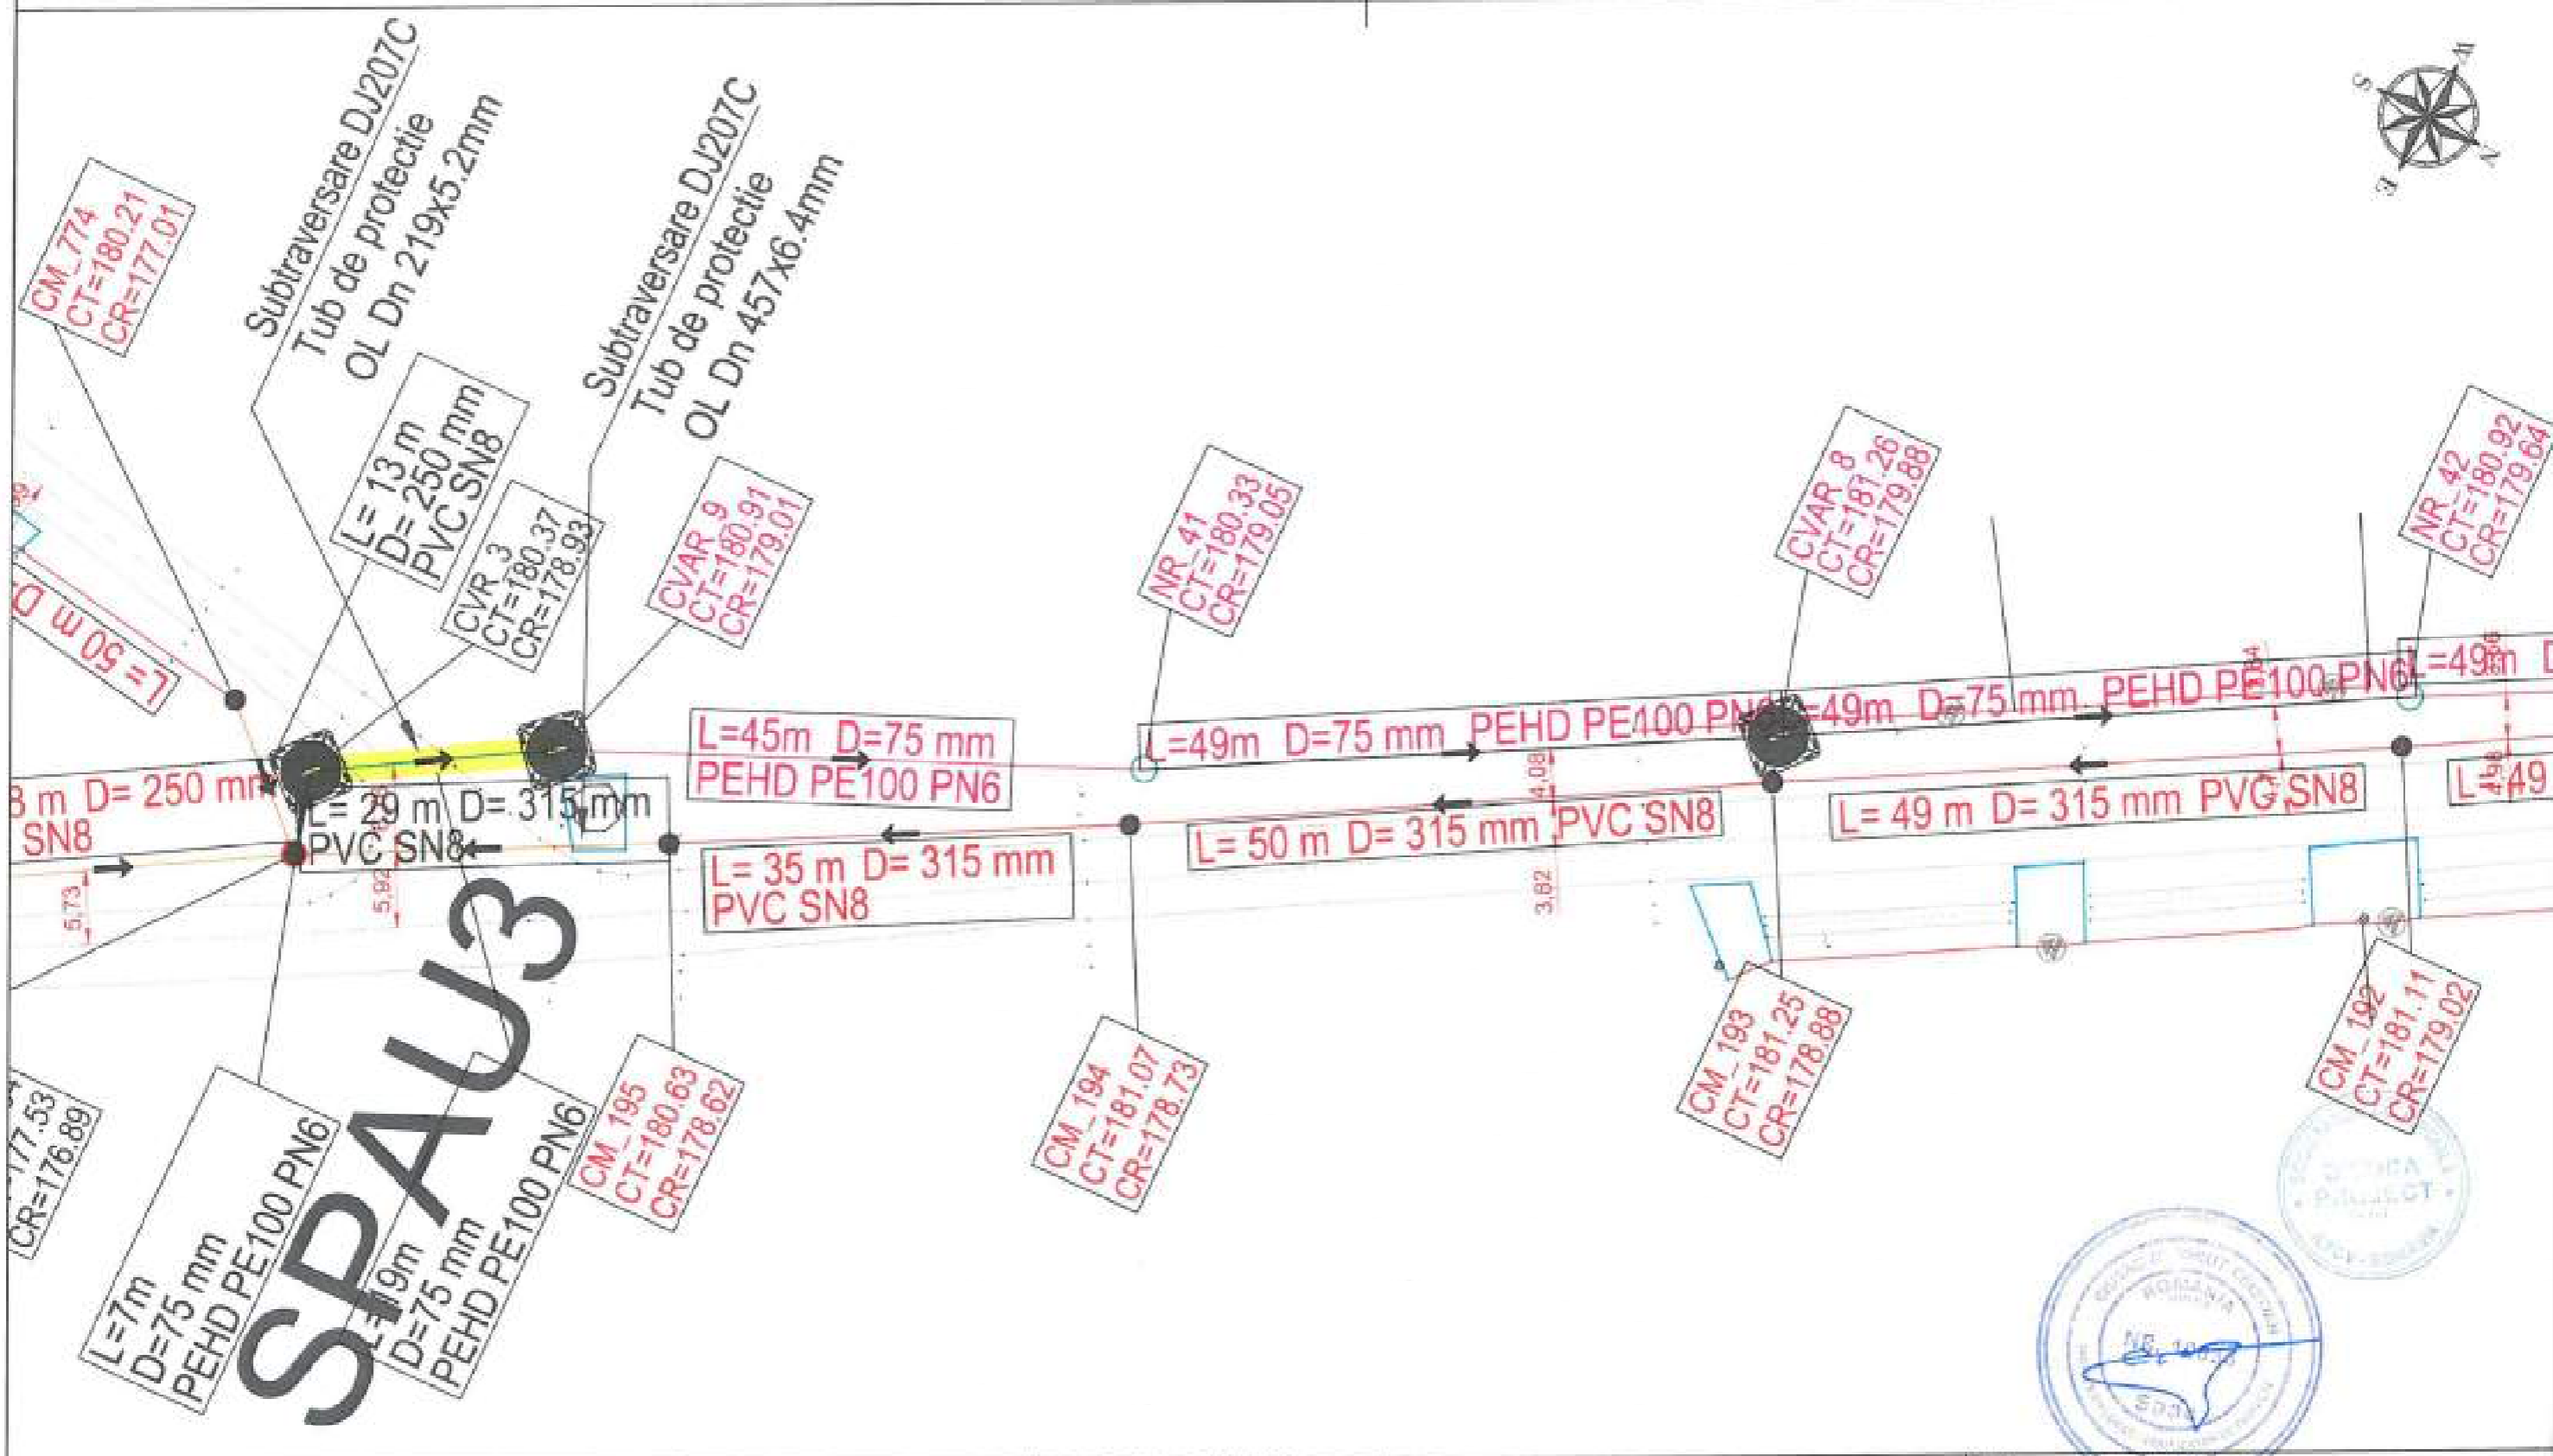 CM_774
CT=180.21
CR=177.01
Subtraversare DJ207C
Tub de protectie
OL Dn 219x5.2mm
Subtraversare DJ207C
Tub de protectie
OL Dn 457x6.4mm
L= 13 m
D= 250 mm
PVC SN8
CVR_3
CT=180.37
CR=178.93
CVAR_9
CT=180.91
CR=179.01
NR_41
CT=180.33
CR=179.05
CVAR_8
CT=181.26
CR=179.88
NR_42
CT=180.92
CR=179.64
S
W
N
E
L= 50 m D
L=45m D=75 mm
PEHD PE100 PN6
L=49m D=75 mm PEHD PE100
=49m D=75 mm PEHD PE100 PN6
L=49m D
8 m D= 250 mm
SN8
L= 29 m D= 315 mm
PVC SN8
L= 35 m D= 315 mm
PVC SN8
L= 50 m D= 315 mm PVC SN8
L= 49 m D= 315 mm PVC SN8
L= 49
5,73
5,92
4,08
3,62
SPAU3
177.53
CR=176.89
L=7m
D=75 mm
PEHD PE100 PN6
L=19m
D=75 mm
PEHD PE100 PN6
CM_195
CT=180.63
CR=178.62
CM_194
CT=181.07
CR=178.73
CM_193
CT=181.25
CR=178.88
CM_192
CT=181.11
CR=179.02
PROJECT
ROMANIA